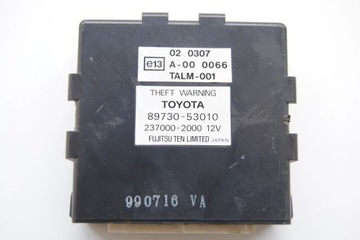 e13
02 0307
A-00 0066
TALM-001
THEFT WARNING
TOYOTA
89730-53010
237000-2000 12V
FUJITSU TEN LIMITED JAPAN
990716 VA